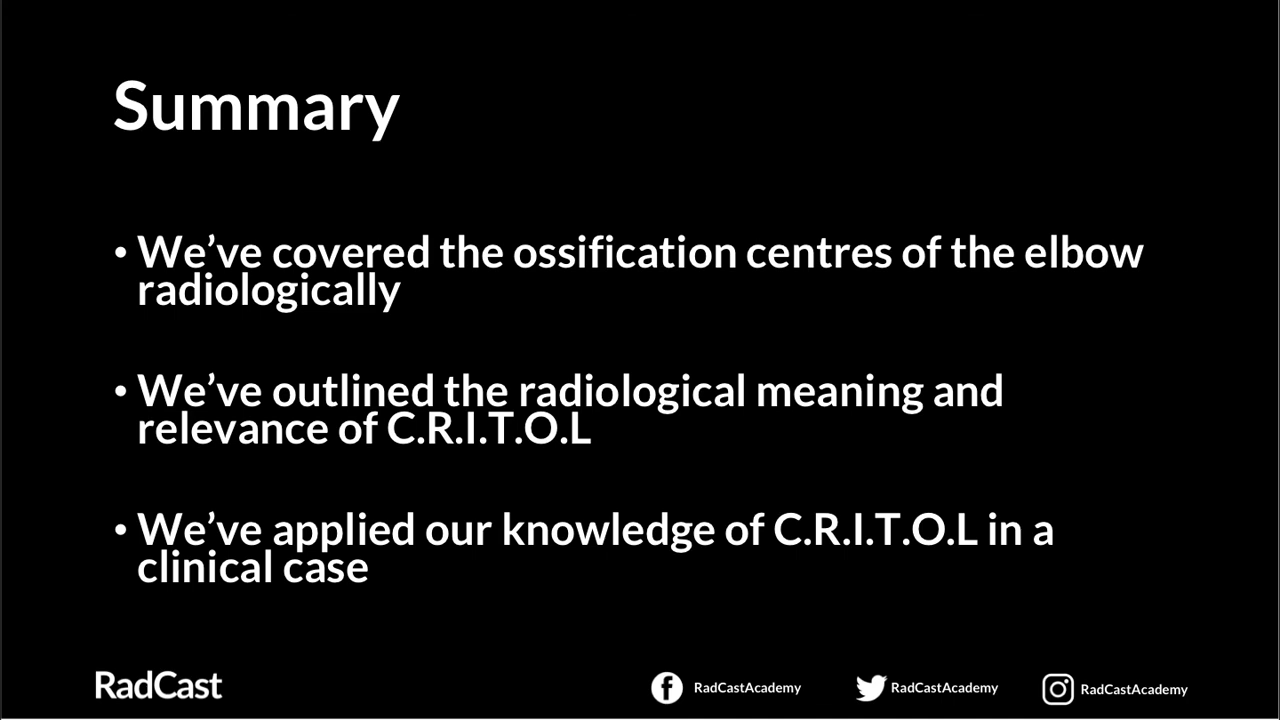 Summary
• We’ve covered the ossification centres of the elbow
radiologically
• We’ve outlined the radiological meaning and
relevance of C.R.I.T.O.L
• We’ve applied our knowledge of C.R.I.T.O.L in a
clinical case
RadCast
RadCastAcademy
RadCastAcademy
RadCastAcademy